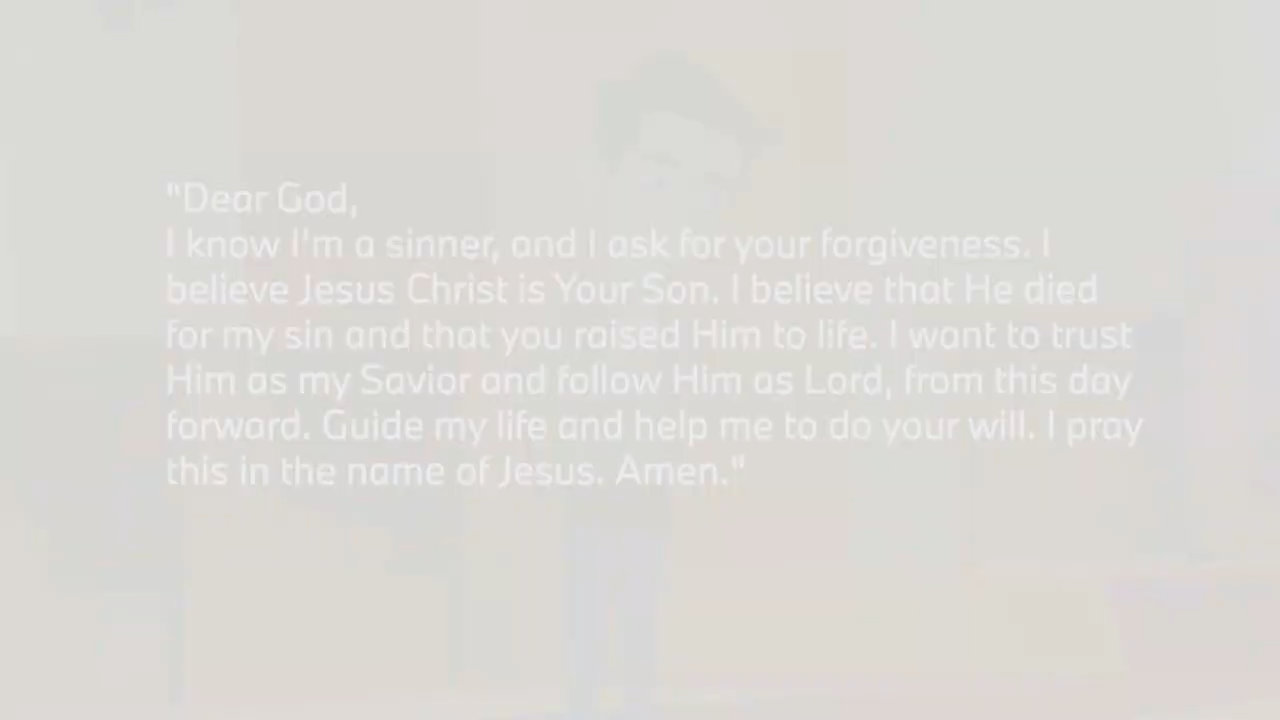 "Dear God,
I know I'm a sinner, and I ask for your forgiveness. I
believe Jesus Christ is Your Son. I believe that He died
for my sin and that you raised Him to life. I want to trust
Him as my Savior and follow Him as Lord, from this day
forward. Guide my life and help me to do your will. I pray
this in the name of Jesus. Amen."